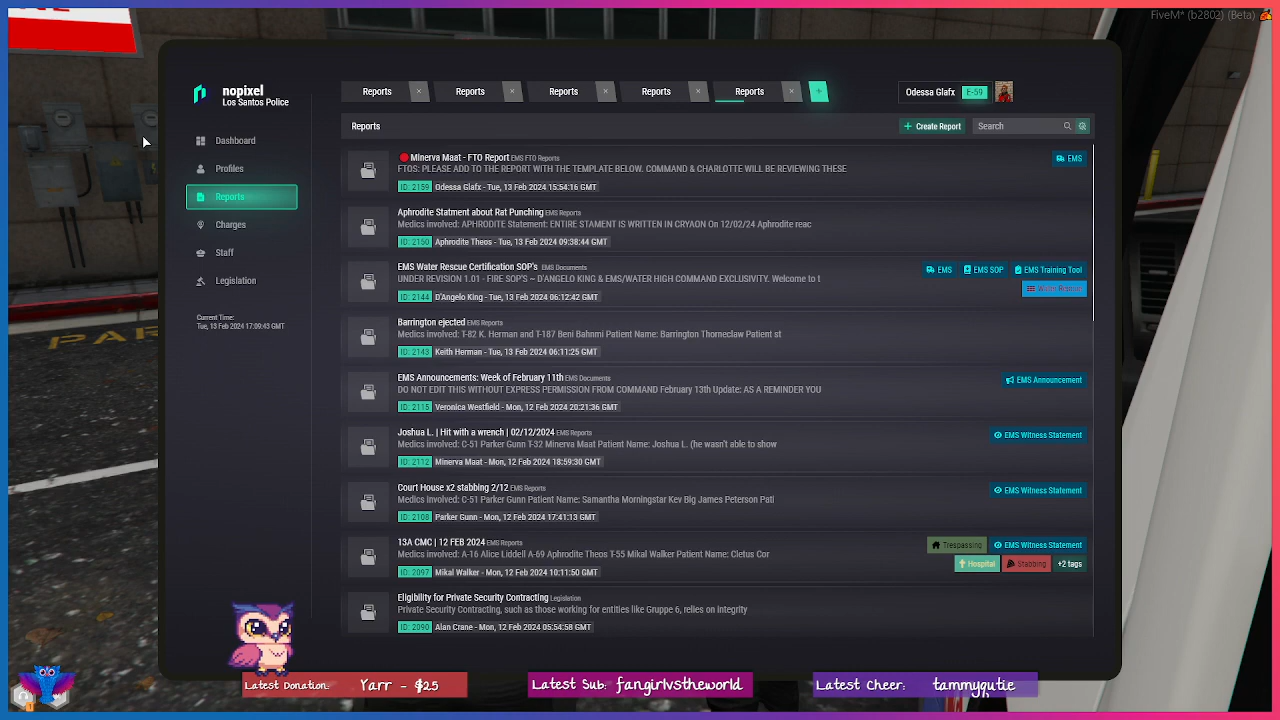 FiveM* (b2802) (Beta)
nopixel
Los Santos Police
Reports × Reports × Reports × Reports × Reports × +
Odessa Glafx E-59
Reports
+ Create Report
Search
Dashboard
Profiles
Reports
Charges
Staff
Legislation
Current Time:
Tue, 13 Feb 2024 17:09:43 GMT
Minerva Maat - FTO Report EMS FTO Reports
EMS
FTOS: PLEASE ADD TO THE REPORT WITH THE TEMPLATE BELOW. COMMAND & CHARLOTTE WILL BE REVIEWING THESE
ID: 2159 Odessa Glafx - Tue, 13 Feb 2024 15:54:16 GMT
Aphrodite Statment about Rat Punching EMS Reports
Medics involved: APHRODITE Statement: ENTIRE STAMENT IS WRITTEN IN CRYAON On 12/02/24 Aphrodite reac
ID: 2150 Aphrodite Theos - Tue, 13 Feb 2024 09:38:44 GMT
EMS Water Rescue Certification SOP's EMS Documents
EMS EMS SOP EMS Training Tool
UNDER REVISION 1.01 - FIRE SOP'S ~ D'ANGELO KING & EMS/WATER HIGH COMMAND EXCLUSIVITY. Welcome to t
Water Rescue
ID: 2144 D'Angelo King - Tue, 13 Feb 2024 06:12:42 GMT
Barrington ejected EMS Reports
Medics involved: T-82 K. Herman and T-187 Beni Bahnmi Patient Name: Barrington Thorneclaw Patient st
ID: 2143 Keith Herman - Tue, 13 Feb 2024 06:11:25 GMT
EMS Announcements: Week of February 11th EMS Documents
EMS Announcement
DO NOT EDIT THIS WITHOUT EXPRESS PERMISSION FROM COMMAND February 13th Update: AS A REMINDER YOU
ID: 2115 Veronica Westfield - Mon, 12 Feb 2024 20:21:36 GMT
Joshua L. | Hit with a wrench | 02/12/2024 EMS Reports
EMS Witness Statement
Medics involved: C-51 Parker Gunn T-32 Minerva Maat Patient Name: Joshua L. (he wasn't able to show
ID: 2112 Minerva Maat - Mon, 12 Feb 2024 18:59:30 GMT
Court House x2 stabbing 2/12 EMS Reports
EMS Witness Statement
Medics involved: C-51 Parker Gunn Patient Name: Samantha Morningstar Kev Big James Peterson Pati
ID: 2108 Parker Gunn - Mon, 12 Feb 2024 17:41:13 GMT
13A CMC | 12 FEB 2024 EMS Reports
Trespassing EMS Witness Statement
Medics involved: A-16 Alice Liddell A-69 Aphrodite Theos T-55 Mikal Walker Patient Name: Cletus Cor
Hospital Stabbing +2 tags
ID: 2097 Mikal Walker - Mon, 12 Feb 2024 10:11:50 GMT
Eligibility for Private Security Contracting Legislation
Private Security Contracting, such as those working for entities like Gruppe 6, relies on integrity
ID: 2090 Alan Crane - Mon, 12 Feb 2024 05:54:58 GMT
Latest Donation: Yarr - $25
Latest Sub: fangirlvstheworld
Latest Cheer: tammyqutie